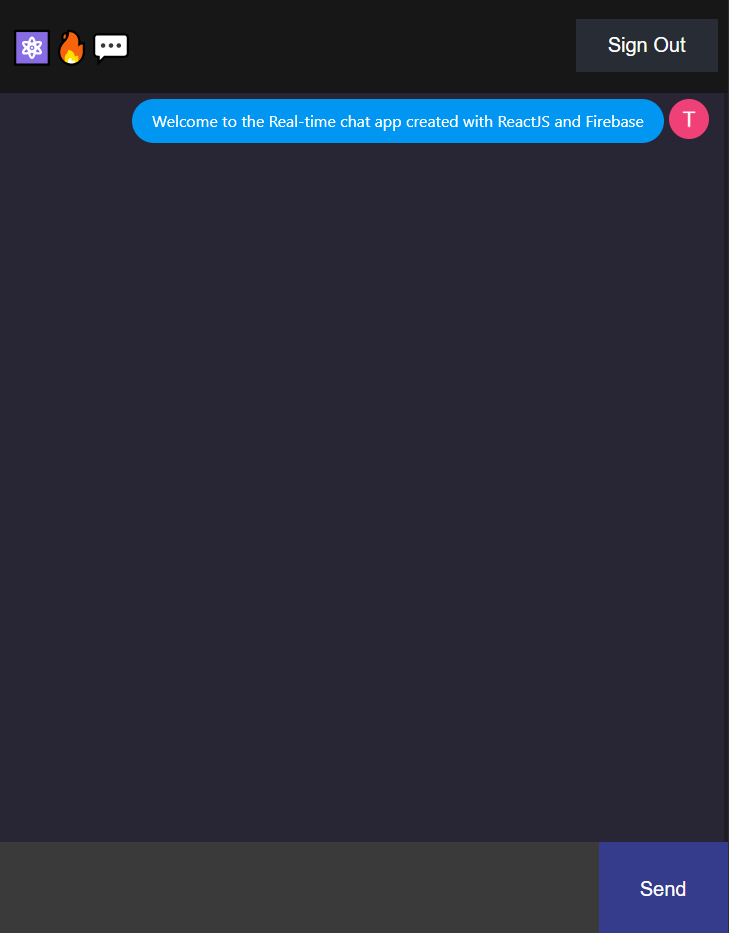 ⚛️🔥💬
Sign Out
Welcome to the Real-time chat app created with ReactJS and Firebase
T
Send